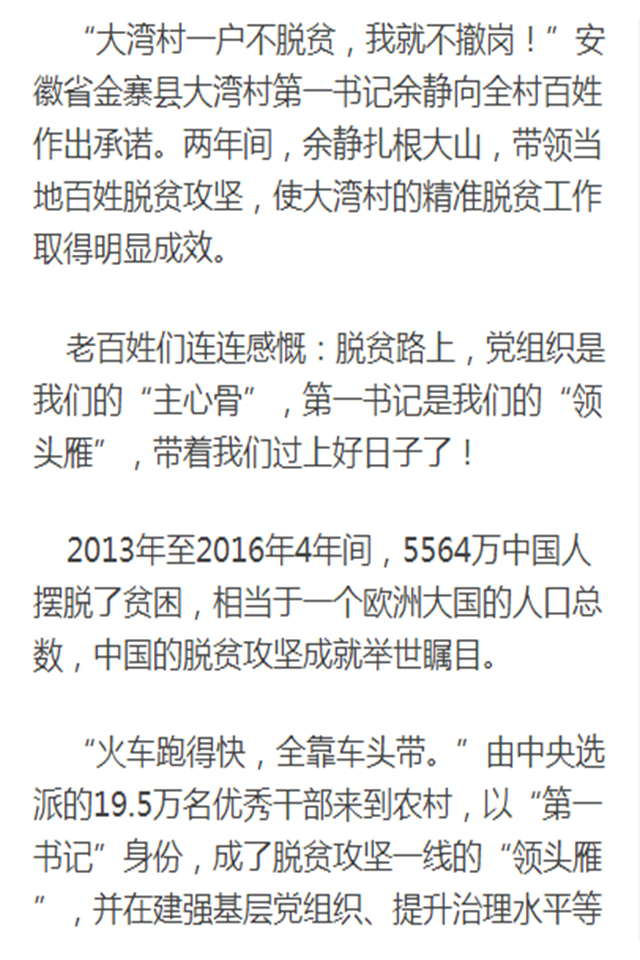 “大湾村一户不脱贫，我就不撤岗！”安
徽省金寨县大湾村第一书记余静向全村百姓
作出承诺。两年间，余静扎根大山，带领当
地百姓脱贫攻坚，使大湾村的精准脱贫工作
取得明显成效。
老百姓们连连感慨：脱贫路上，党组织是
我们的“主心骨”，第一书记是我们的“领
头雁”，带着我们过上好日子了！
2013年至2016年4年间，5564万中国人
摆脱了贫困，相当于一个欧洲大国的人口总
数，中国的脱贫攻坚成就举世瞩目。
“火车跑得快，全靠车头带。”由中央选
派的19.5万名优秀干部来到农村，以“第一
书记”身份，成了脱贫攻坚一线的“领头雁
”，并在建强基层党组织、提升治理水平等